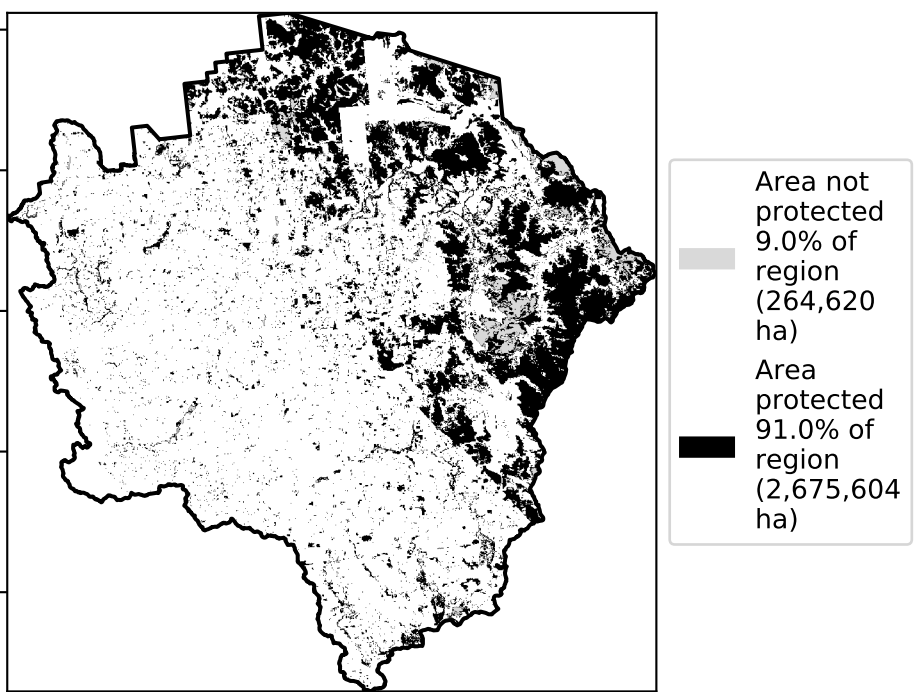 Area not
protected
9.0% of
region
(264,620
ha)
Area
protected
91.0% of
region
(2,675,604
ha)